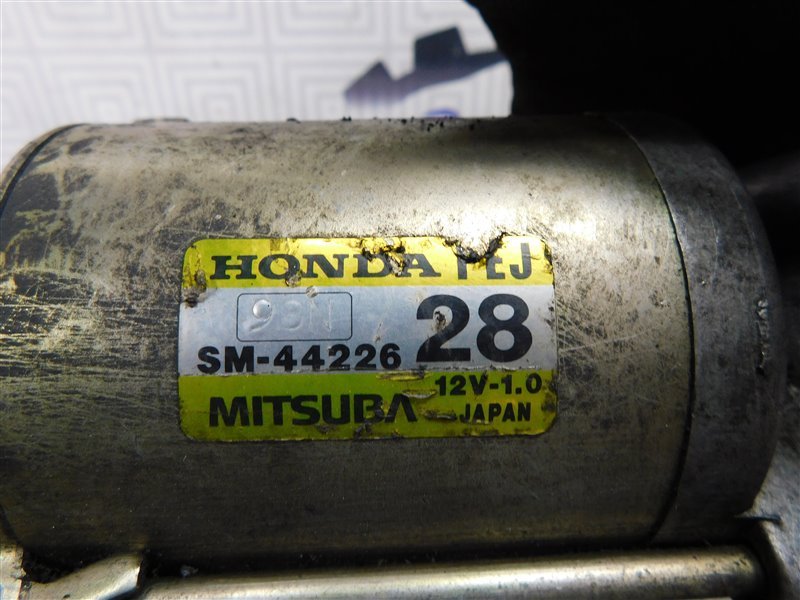 HONDA
28
SM-44226
12V-1.0
MITSUBA JAPAN